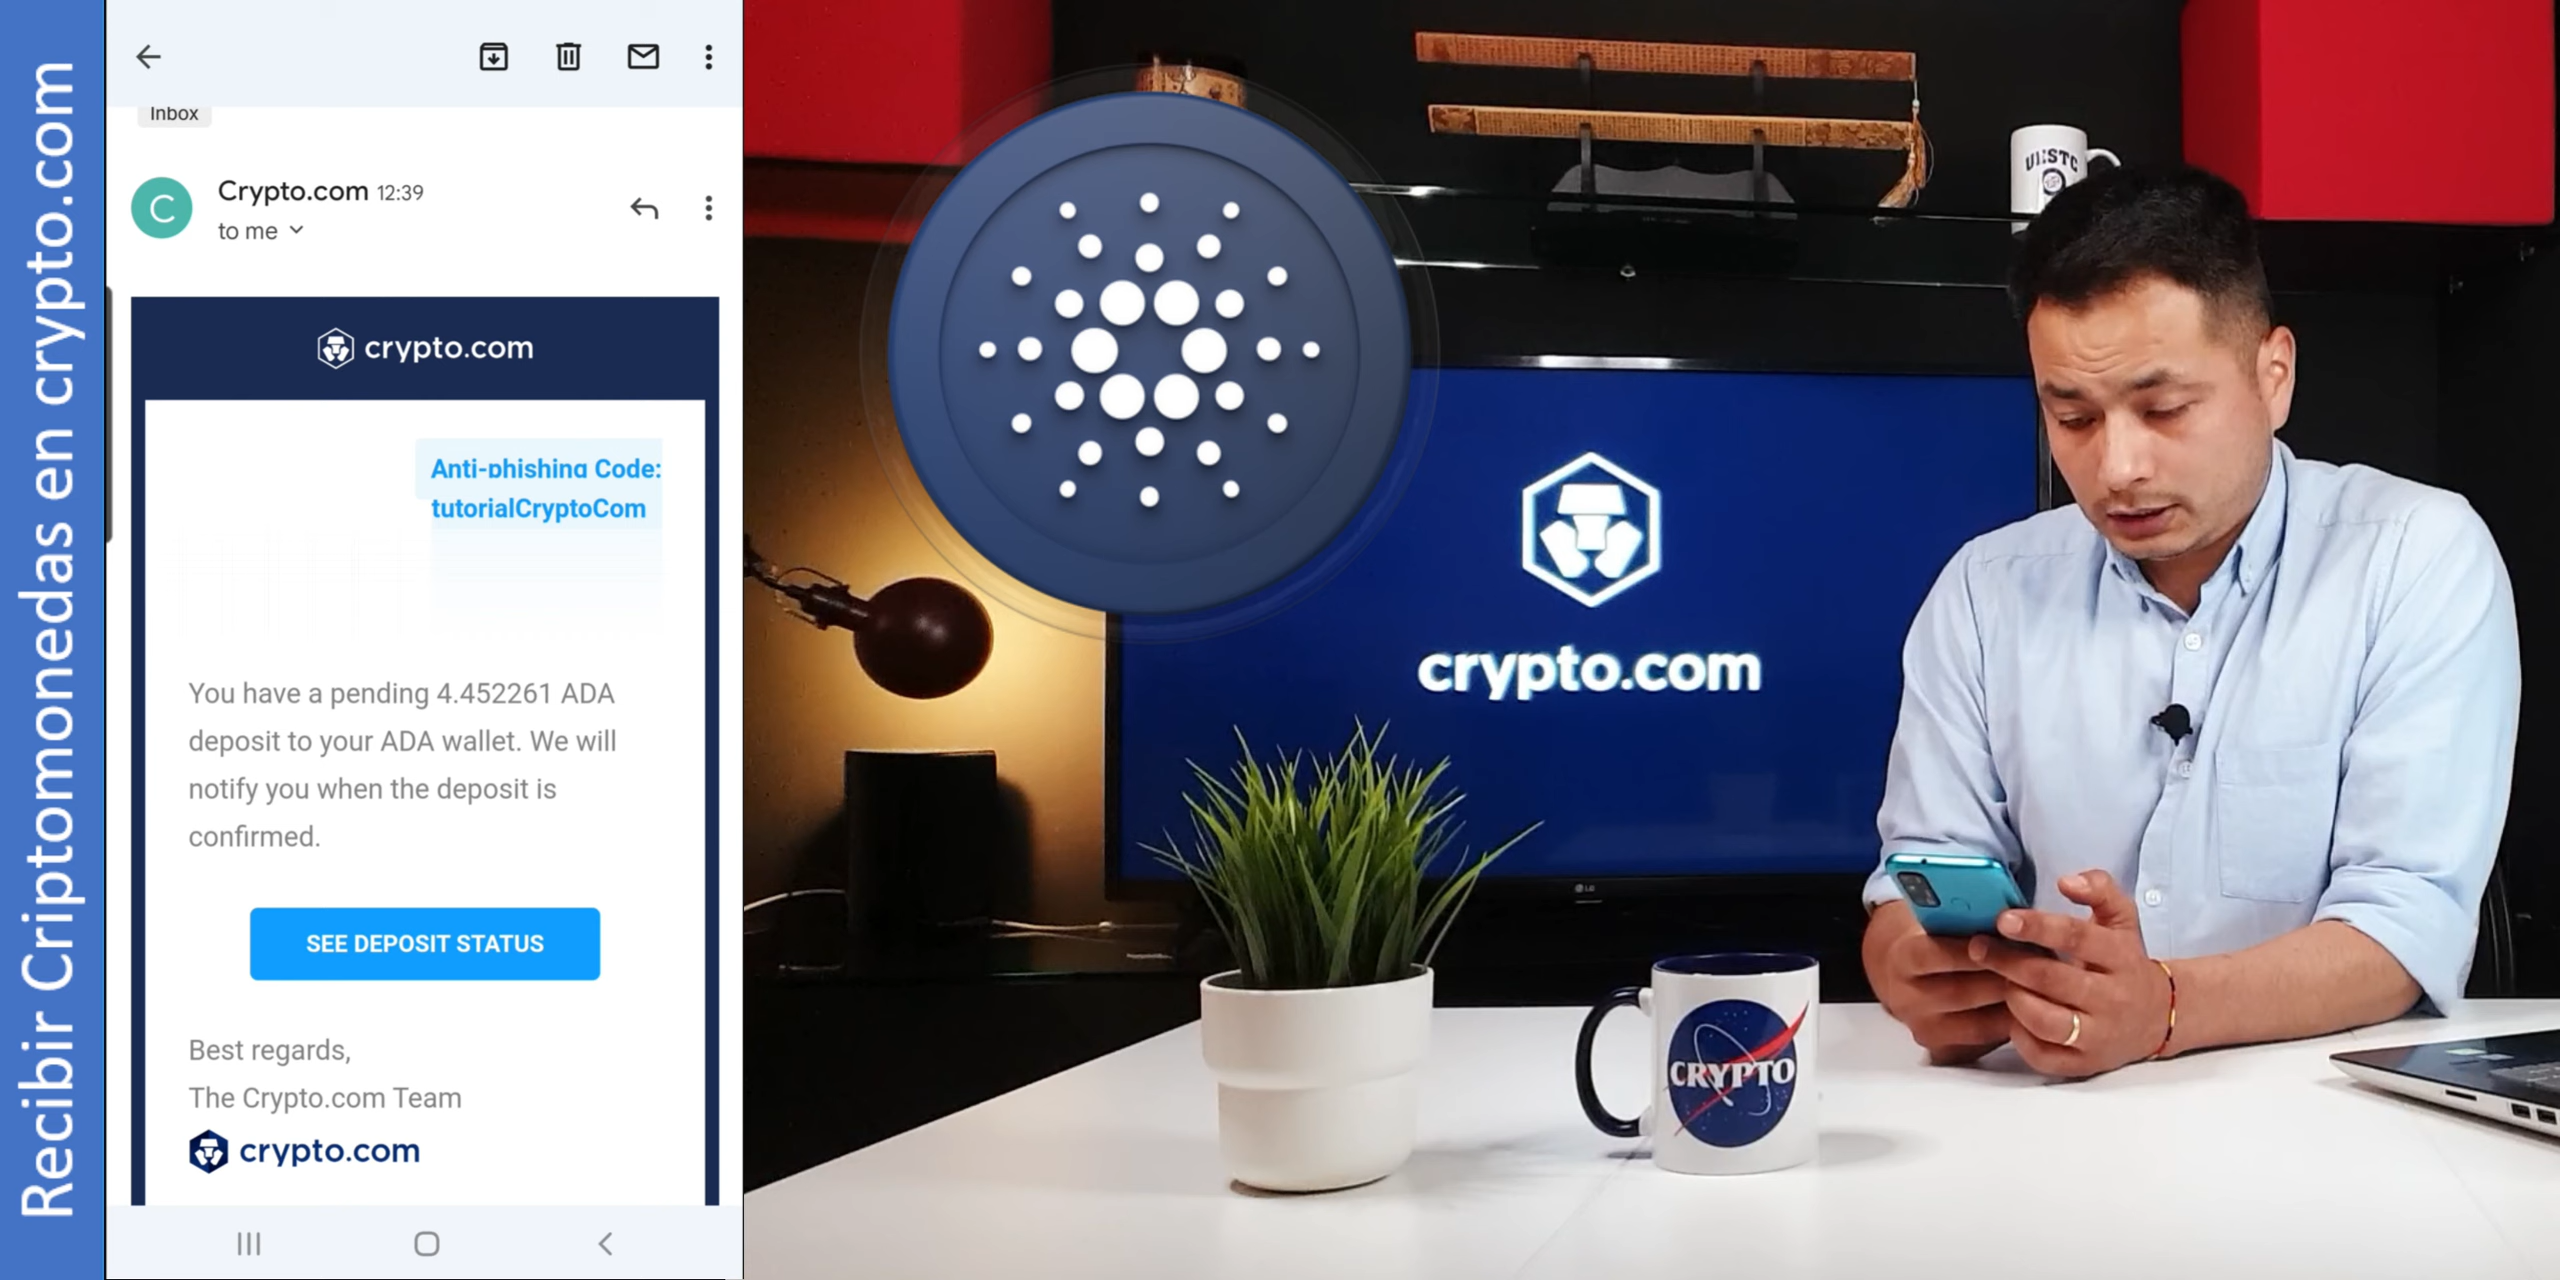 Recibir Criptomonedas en crypto.com
Inbox
C
Crypto.com 12:39
to me
crypto.com
Anti-phishing Code:
tutorialCryptoCom
You have a pending 4.452261 ADA
deposit to your ADA wallet. We will
notify you when the deposit is
confirmed.
SEE DEPOSIT STATUS
Best regards,
The Crypto.com Team
crypto.com
UESTC
crypto.com
LG
CRYPTO